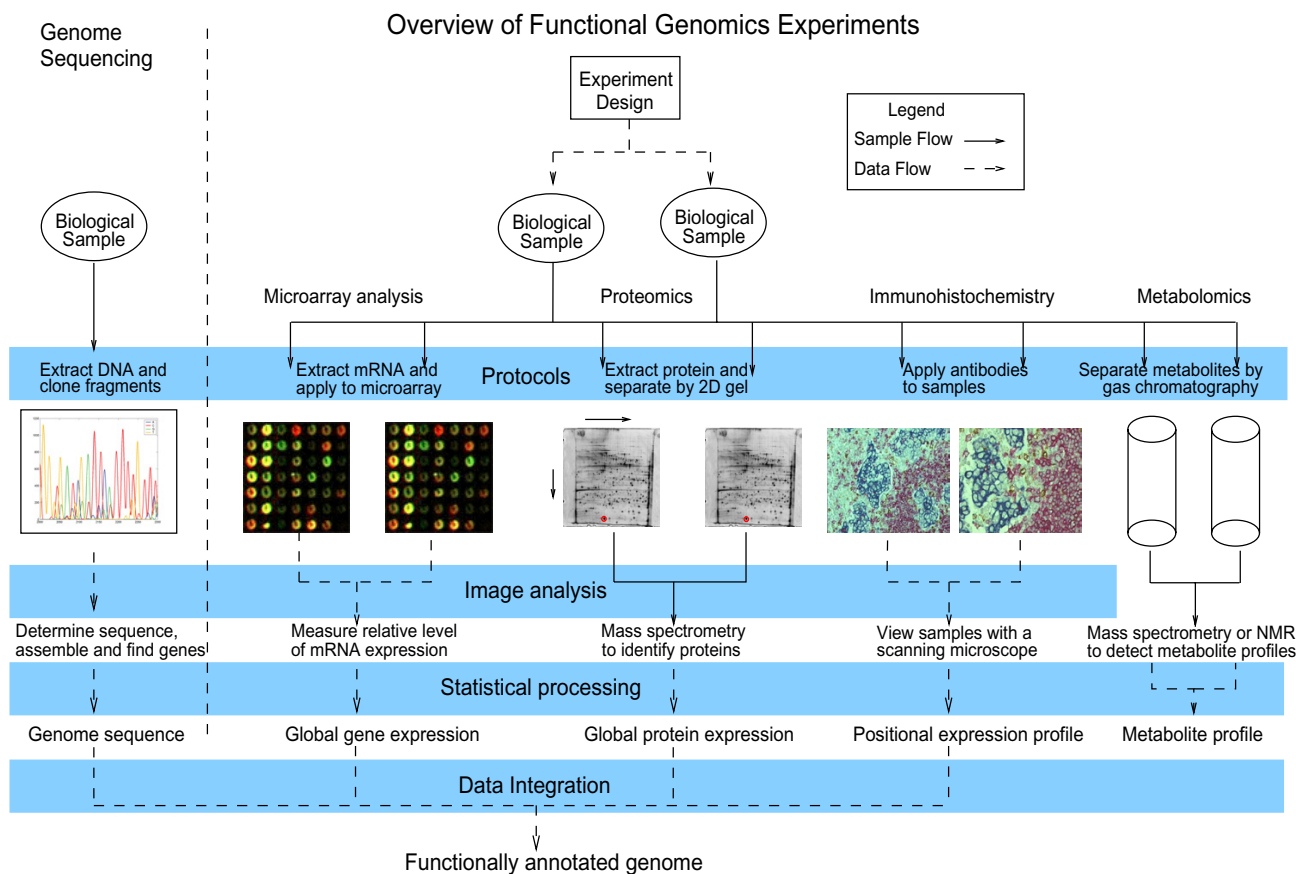 Genome
Sequencing
Overview of Functional Genomics Experiments
Experiment
Design
Legend
Sample Flow
Data Flow
Biological
Sample
Biological
Sample
Biological
Sample
Microarray analysis
Proteomics
Immunohistochemistry
Metabolomics
Extract DNA and
clone fragments
Extract mRNA and
apply to microarray
Protocols
Extract protein and
separate by 2D gel
Apply antibodies
to samples
Separate metabolites by
gas chromatography
Image analysis
Determine sequence,
assemble and find genes
Measure relative level
of mRNA expression
Mass spectrometry
to identify proteins
View samples with a
scanning microscope
Mass spectrometry or NMR
to detect metabolite profiles
Statistical processing
Genome sequence
Global gene expression
Global protein expression
Positional expression profile
Metabolite profile
Data Integration
Functionally annotated genome